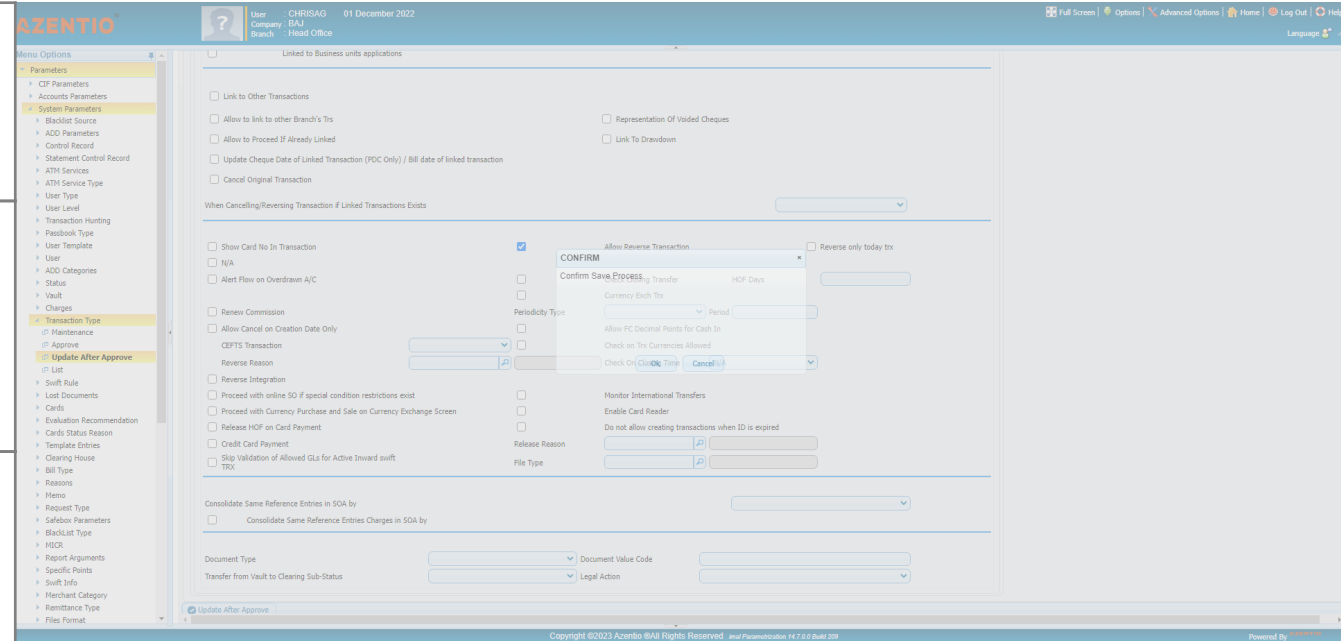 AZENTIO
?
User : CHRISAG 01 December 2022
Company : BAJ
Branch : Head Office
Full Screen | Options | Advanced Options | Home | Log Out | Help
Language
Menu Options
Parameters
CIF Parameters
Accounts Parameters
System Parameters
Blacklist Source
ADD Parameters
Control Record
Statement Control Record
ATM Services
ATM Service Type
User Type
User Level
Transaction Hunting
Passbook Type
User Template
User
ADD Categories
Status
Vault
Charges
Transaction Type
Maintenance
Approve
Update After Approve
List
Swift Rule
Lost Documents
Cards
Evaluation Recommendation
Cards Status Reason
Template Entries
Clearing House
Bill Type
Reasons
Memo
Request Type
Safebox Parameters
BlackList Type
MICR
Report Arguments
Specific Points
Swift Info
Merchant Category
Remittance Type
Files Format
Linked to Business units applications
Link to Other Transactions
Allow to link to other Branch's Trs Representation Of Voided Cheques
Allow to Proceed If Already Linked Link To Drawdown
Update Cheque Date of Linked Transaction (PDC Only) / Bill date of linked transaction
Cancel Original Transaction
When Cancelling/Reversing Transaction if Linked Transactions Exists
Show Card No In Transaction Allow Reverse Transaction Reverse only today trx
N/A
CONFIRM ×
Confirm Save Process
Ok Cancel
Alert Flow on Overdrawn A/C Transfer HOF Days
Currency Exch Trx
Renew Commission Periodicity Type Period
Allow Cancel on Creation Date Only Allow FC Decimal Points for Cash In
CEFTS Transaction Check on Trx Currencies Allowed
Reverse Reason Check On Time N/A
Reverse Integration
Proceed with online SO if special condition restrictions exist Monitor International Transfers
Proceed with Currency Purchase and Sale on Currency Exchange Screen Enable Card Reader
Release HOF on Card Payment Do not allow creating transactions when ID is expired
Credit Card Payment Release Reason
Skip Validation of Allowed GLs for Active Inward swift
TRX File Type
Consolidate Same Reference Entries in SOA by
Consolidate Same Reference Entries Charges in SOA by
Document Type Document Value Code
Transfer from Vault to Clearing Sub-Status Legal Action
Update After Approve
Copyright ©2023 Azentio ®All Rights Reserved imal Parametrization 14.7.0.0 Build 209 Powered By